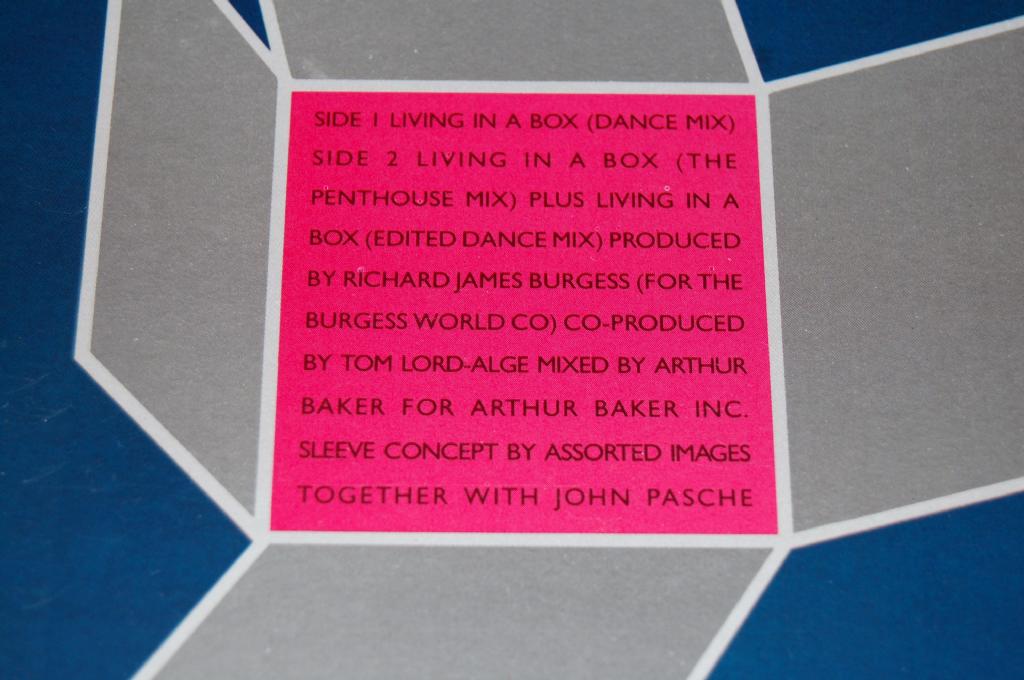 SIDE 1 LIVING IN A BOX (DANCE MIX)
SIDE 2 LIVING IN A BOX (THE
PENTHOUSE MIX) PLUS LIVING IN A
BOX (EDITED DANCE MIX) PRODUCED
BY RICHARD JAMES BURGESS (FOR THE
BURGESS WORLD CO) CO-PRODUCED
BY TOM LORD-ALGE MIXED BY ARTHUR
BAKER FOR ARTHUR BAKER INC.
SLEEVE CONCEPT BY ASSORTED IMAGES
TOGETHER WITH JOHN PASCHE